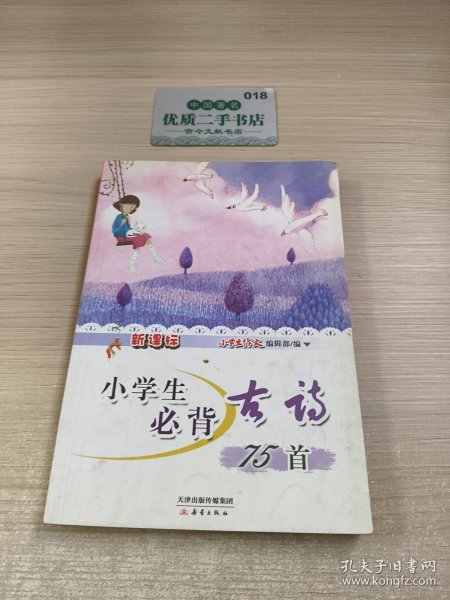 018
中国著名
优质二手书店
古今文献书店
新课标
小学生作文 编辑部/编
小学生
必背 古诗
75首
天津出版传媒集团
新蕾出版社
孔夫子旧书网
www.kongfz.com